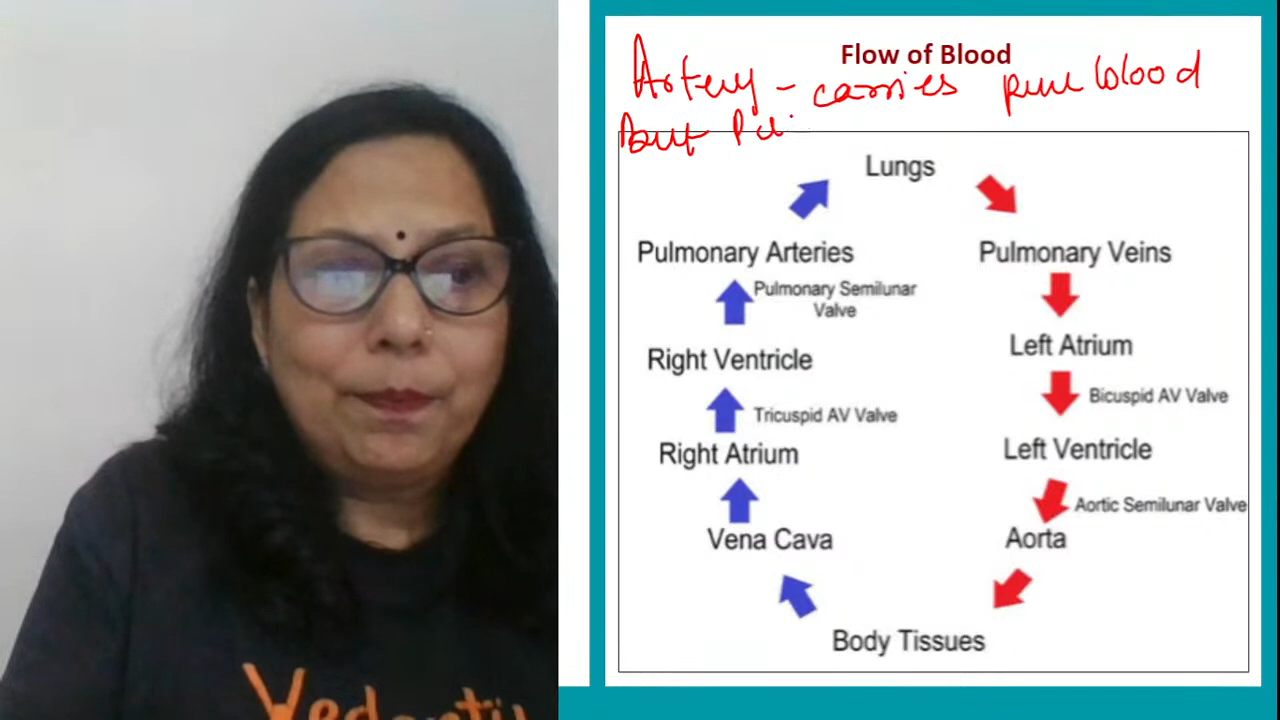 Flow of Blood
Artery - carries pure blood
But Pu
Lungs
Pulmonary Arteries
Pulmonary Veins
Pulmonary Semilunar
Valve
Left Atrium
Right Ventricle
Bicuspid AV Valve
Tricuspid AV Valve
Left Ventricle
Right Atrium
Aortic Semilunar Valve
Vena Cava
Aorta
Body Tissues
Vedantu